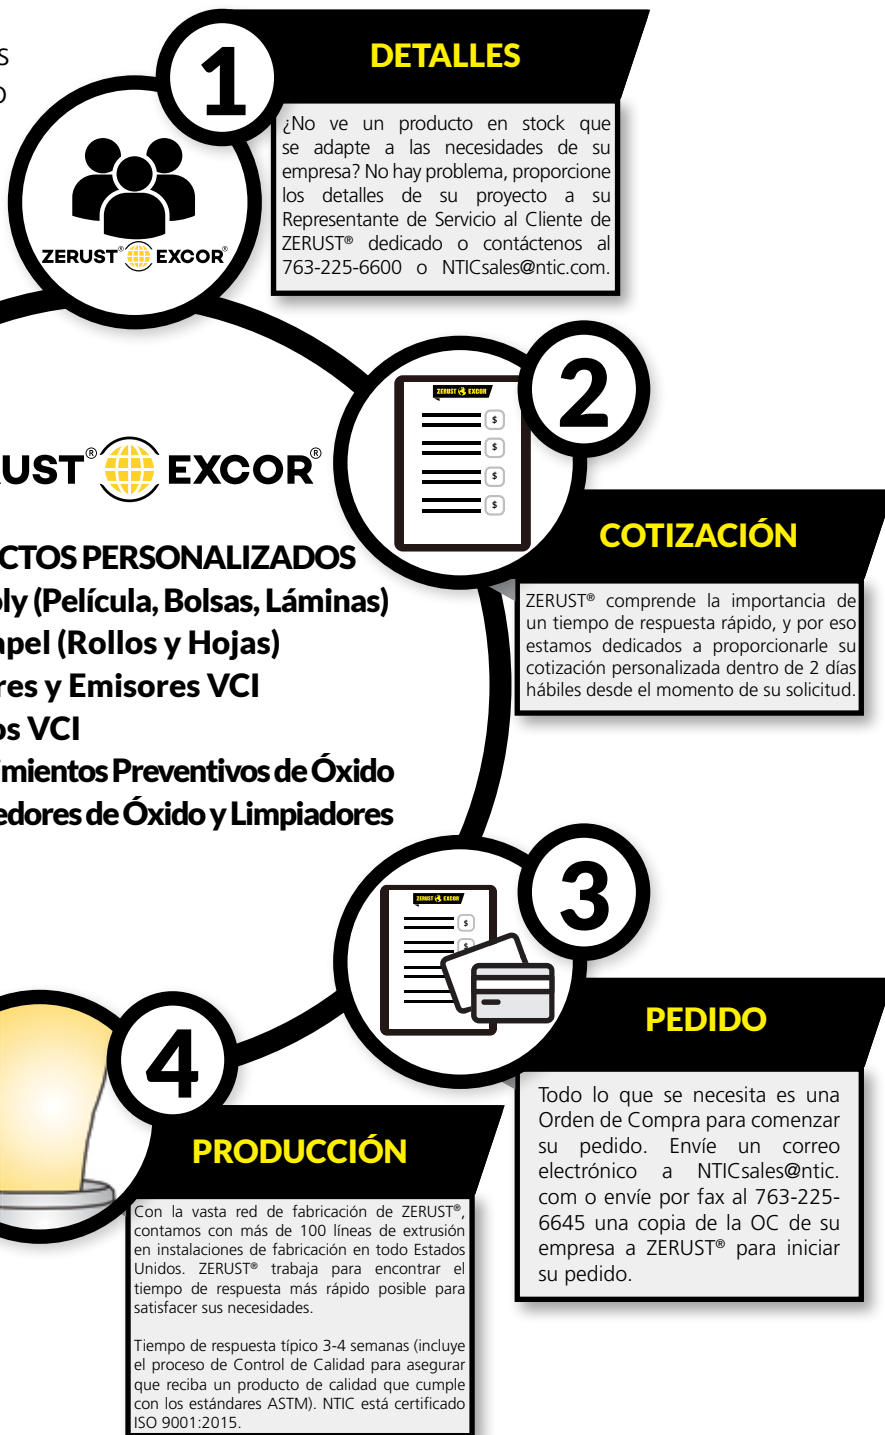 S
O
1
DETALLES
¿No ve un producto en stock que
se adapte a las necesidades de su
empresa? No hay problema, proporcione
los detalles de su proyecto a su
Representante de Servicio al Cliente de
ZERUST® dedicado o contáctenos al
763-225-6600 o NTICsales@ntic.com.
ZERUST® EXCOR®
2
ZERUST EXCOR
$
$
$
$
COTIZACIÓN
ZERUST® comprende la importancia de
un tiempo de respuesta rápido, y por eso
estamos dedicados a proporcionarle su
cotización personalizada dentro de 2 días
hábiles desde el momento de su solicitud.
RUST® EXCOR®
CTOS PERSONALIZADOS
oly (Película, Bolsas, Láminas)
apel (Rollos y Hojas)
res y Emisores VCI
os VCI
imientos Preventivos de Óxido
edores de Óxido y Limpiadores
3
ZERUST EXCOR
$
$
PEDIDO
Todo lo que se necesita es una
Orden de Compra para comenzar
su pedido. Envíe un correo
electrónico a NTICsales@ntic.
com o envíe por fax al 763-225-
6645 una copia de la OC de su
empresa a ZERUST® para iniciar
su pedido.
4
PRODUCCIÓN
Con la vasta red de fabricación de ZERUST®,
contamos con más de 100 líneas de extrusión
en instalaciones de fabricación en todo Estados
Unidos. ZERUST® trabaja para encontrar el
tiempo de respuesta más rápido posible para
satisfacer sus necesidades.
Tiempo de respuesta típico 3-4 semanas (incluye
el proceso de Control de Calidad para asegurar
que reciba un producto de calidad que cumple
con los estándares ASTM). NTIC está certificado
ISO 9001:2015.